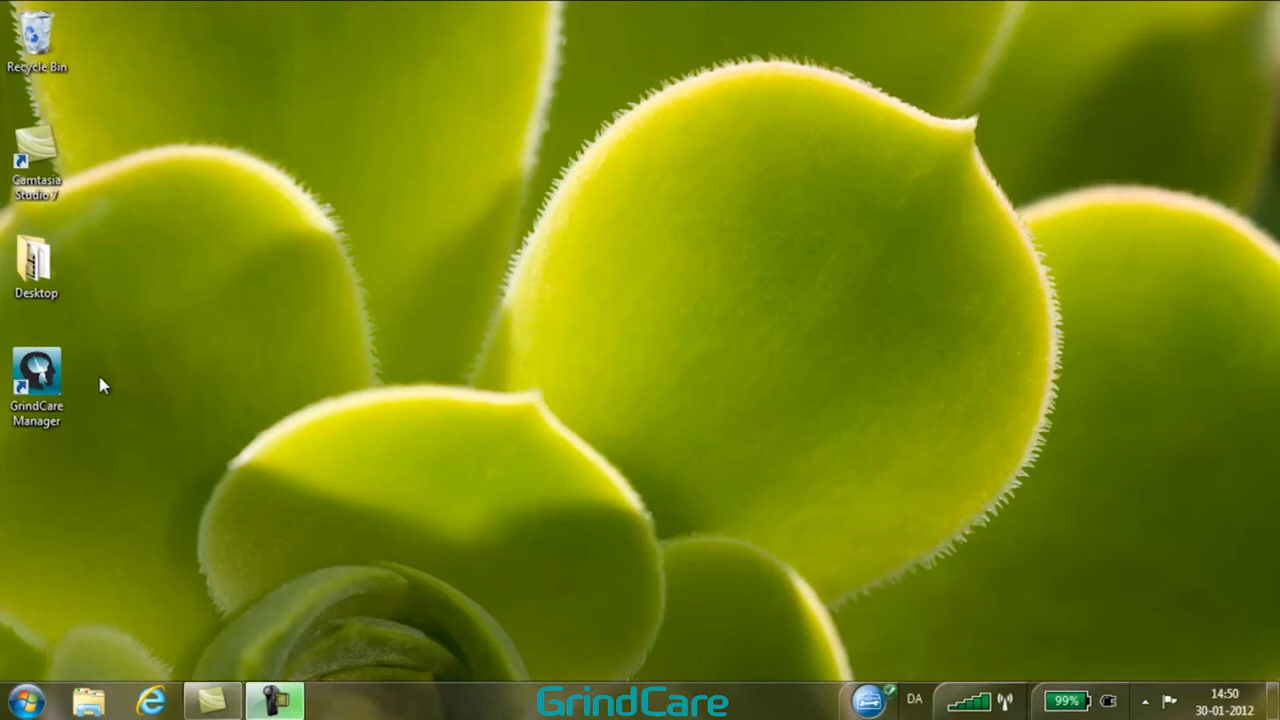 Recycle Bin
Camtasia
Studio 7
Desktop
GrindCare
Manager
GrindCare
DA
99%
14:50
30-01-2012